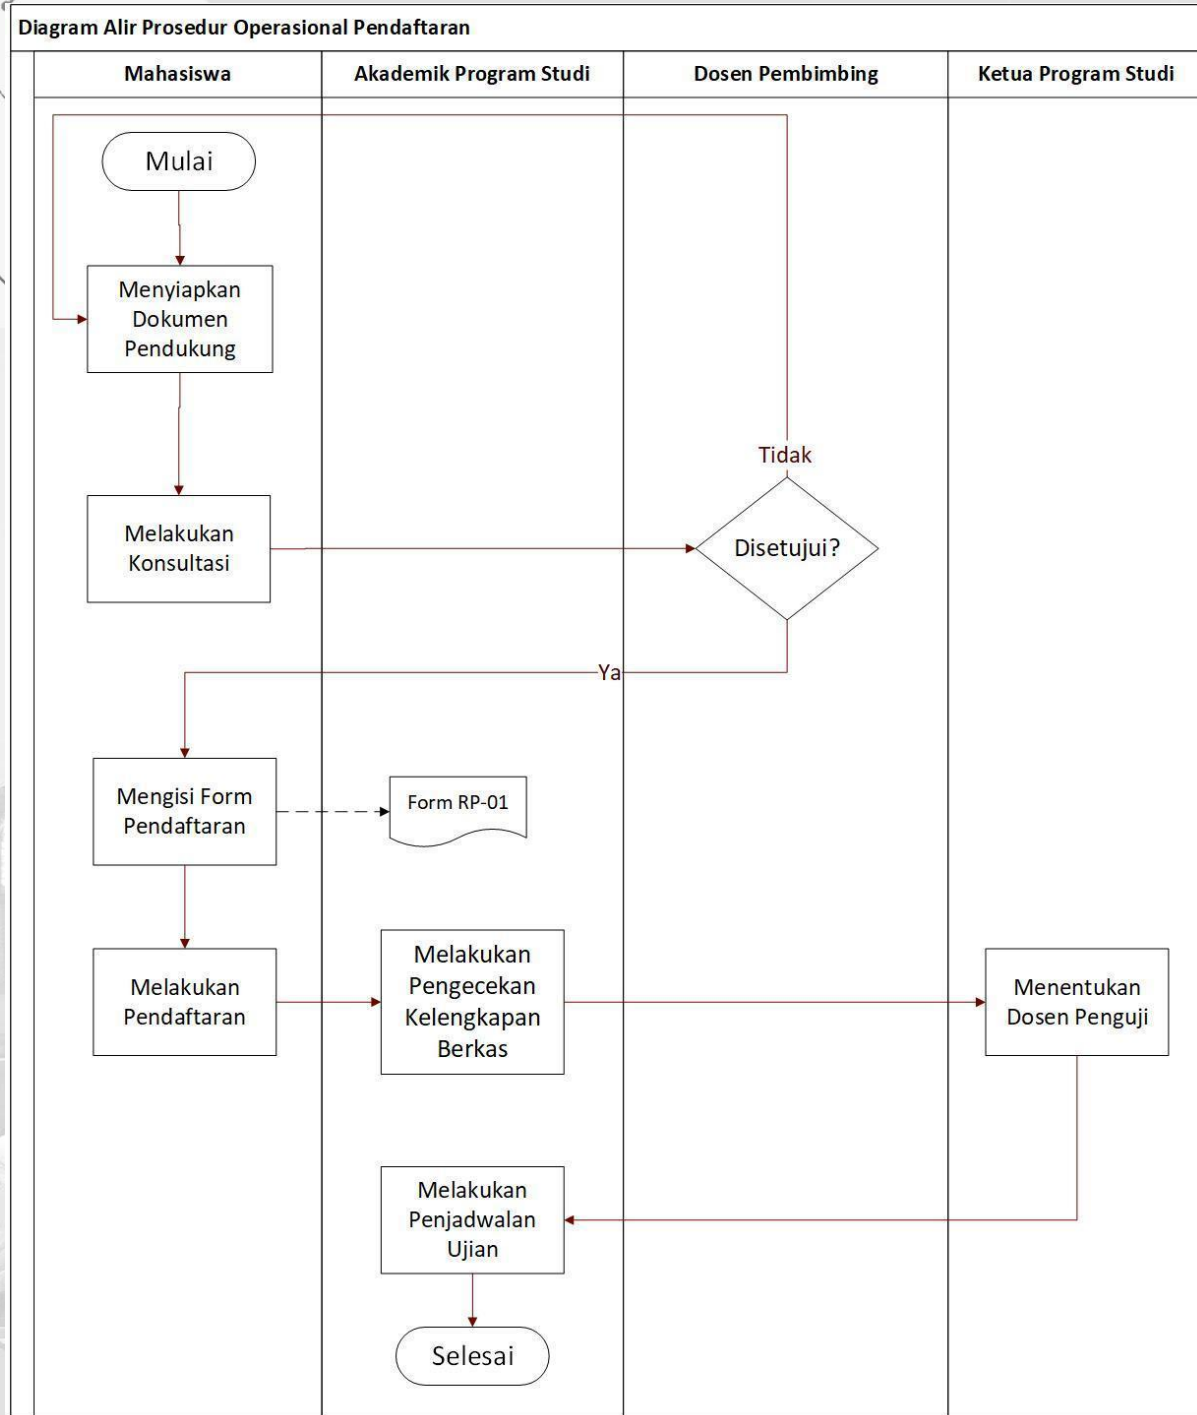 Diagram Alir Prosedur Operasional Pendaftaran
Mahasiswa
Akademik Program Studi
Dosen Pembimbing
Ketua Program Studi
Mulai
Menyiapkan
Dokumen
Pendukung
Tidak
Melakukan
Konsultasi
Disetujui?
Ya
Mengisi Form
Pendaftaran
Form RP-01
Melakukan
Pendaftaran
Melakukan
Pengecekan
Kelengkapan
Berkas
Menentukan
Dosen Penguji
Melakukan
Penjadwalan
Ujian
Selesai